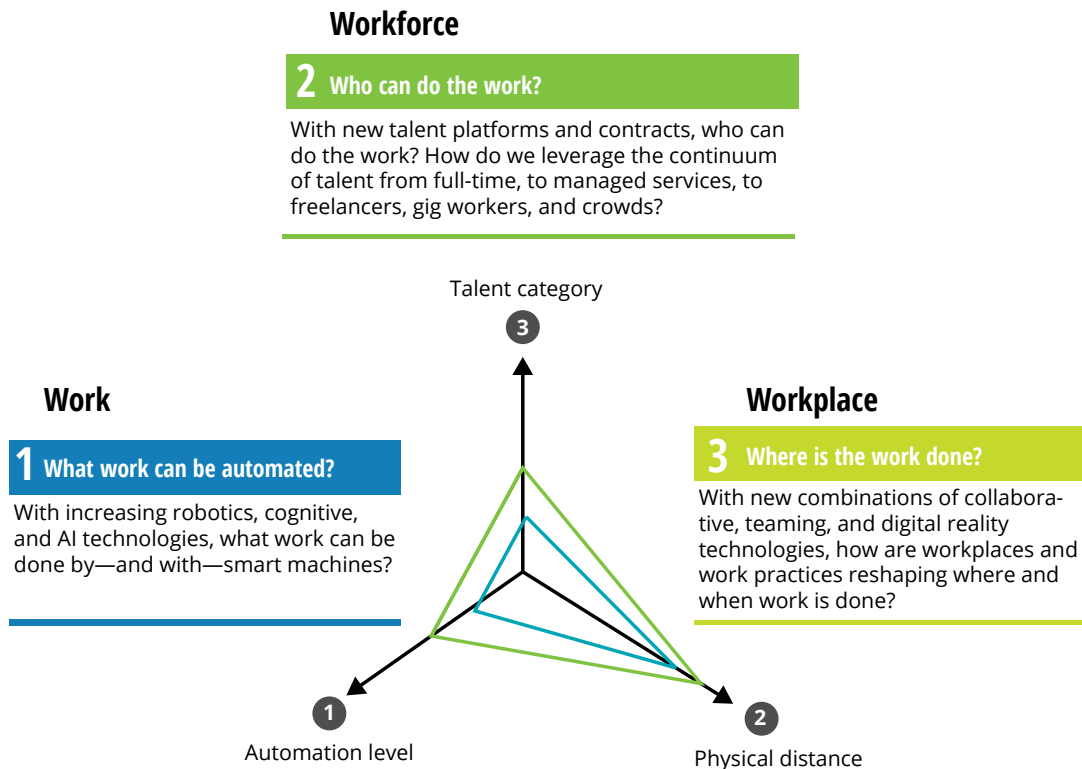 Workforce
2 Who can do the work?
With new talent platforms and contracts, who can
do the work? How do we leverage the continuum
of talent from full-time, to managed services, to
freelancers, gig workers, and crowds?
Talent category
3
Work
1 What work can be automated?
With increasing robotics, cognitive,
and AI technologies, what work can be
done by—and with—smart machines?
Workplace
3 Where is the work done?
With new combinations of collabora-
tive, teaming, and digital reality
technologies, how are workplaces and
work practices reshaping where and
when work is done?
1
Automation level
2
Physical distance